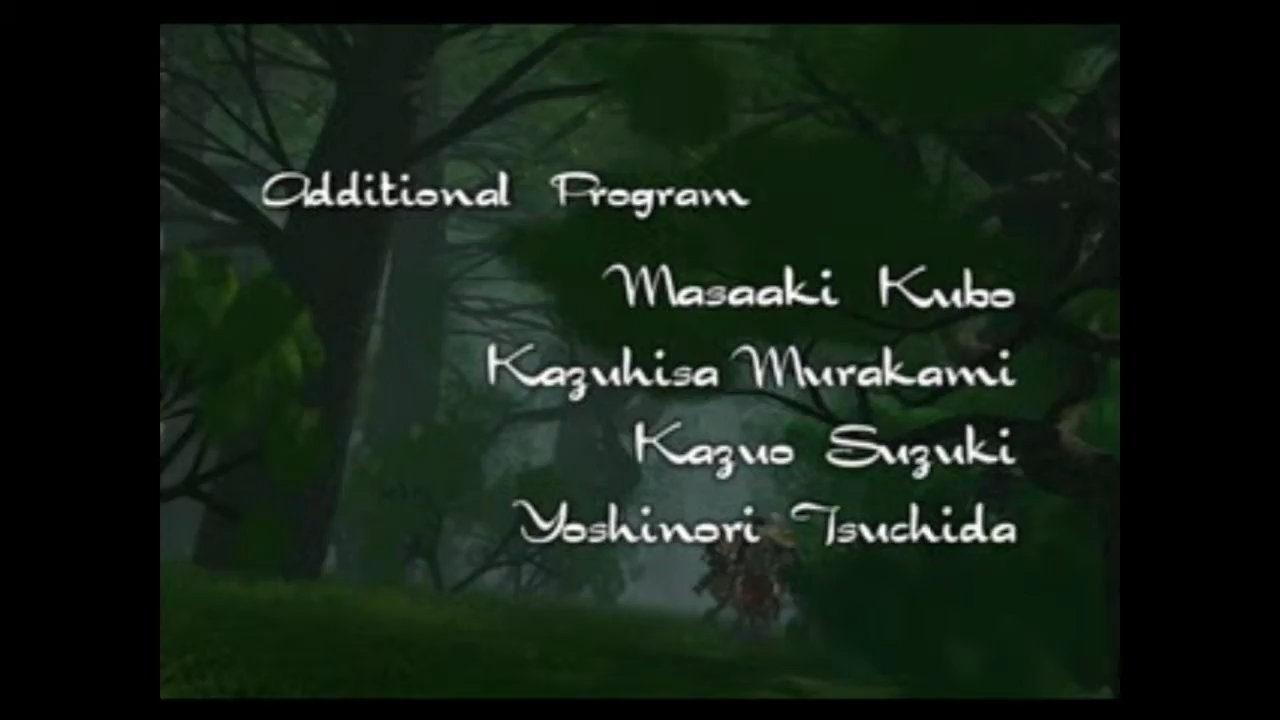 Additional Program
Masaaki Kubo
Kazuhisa Murakami
Kazuo Suzuki
Yoshinori Tsuchida